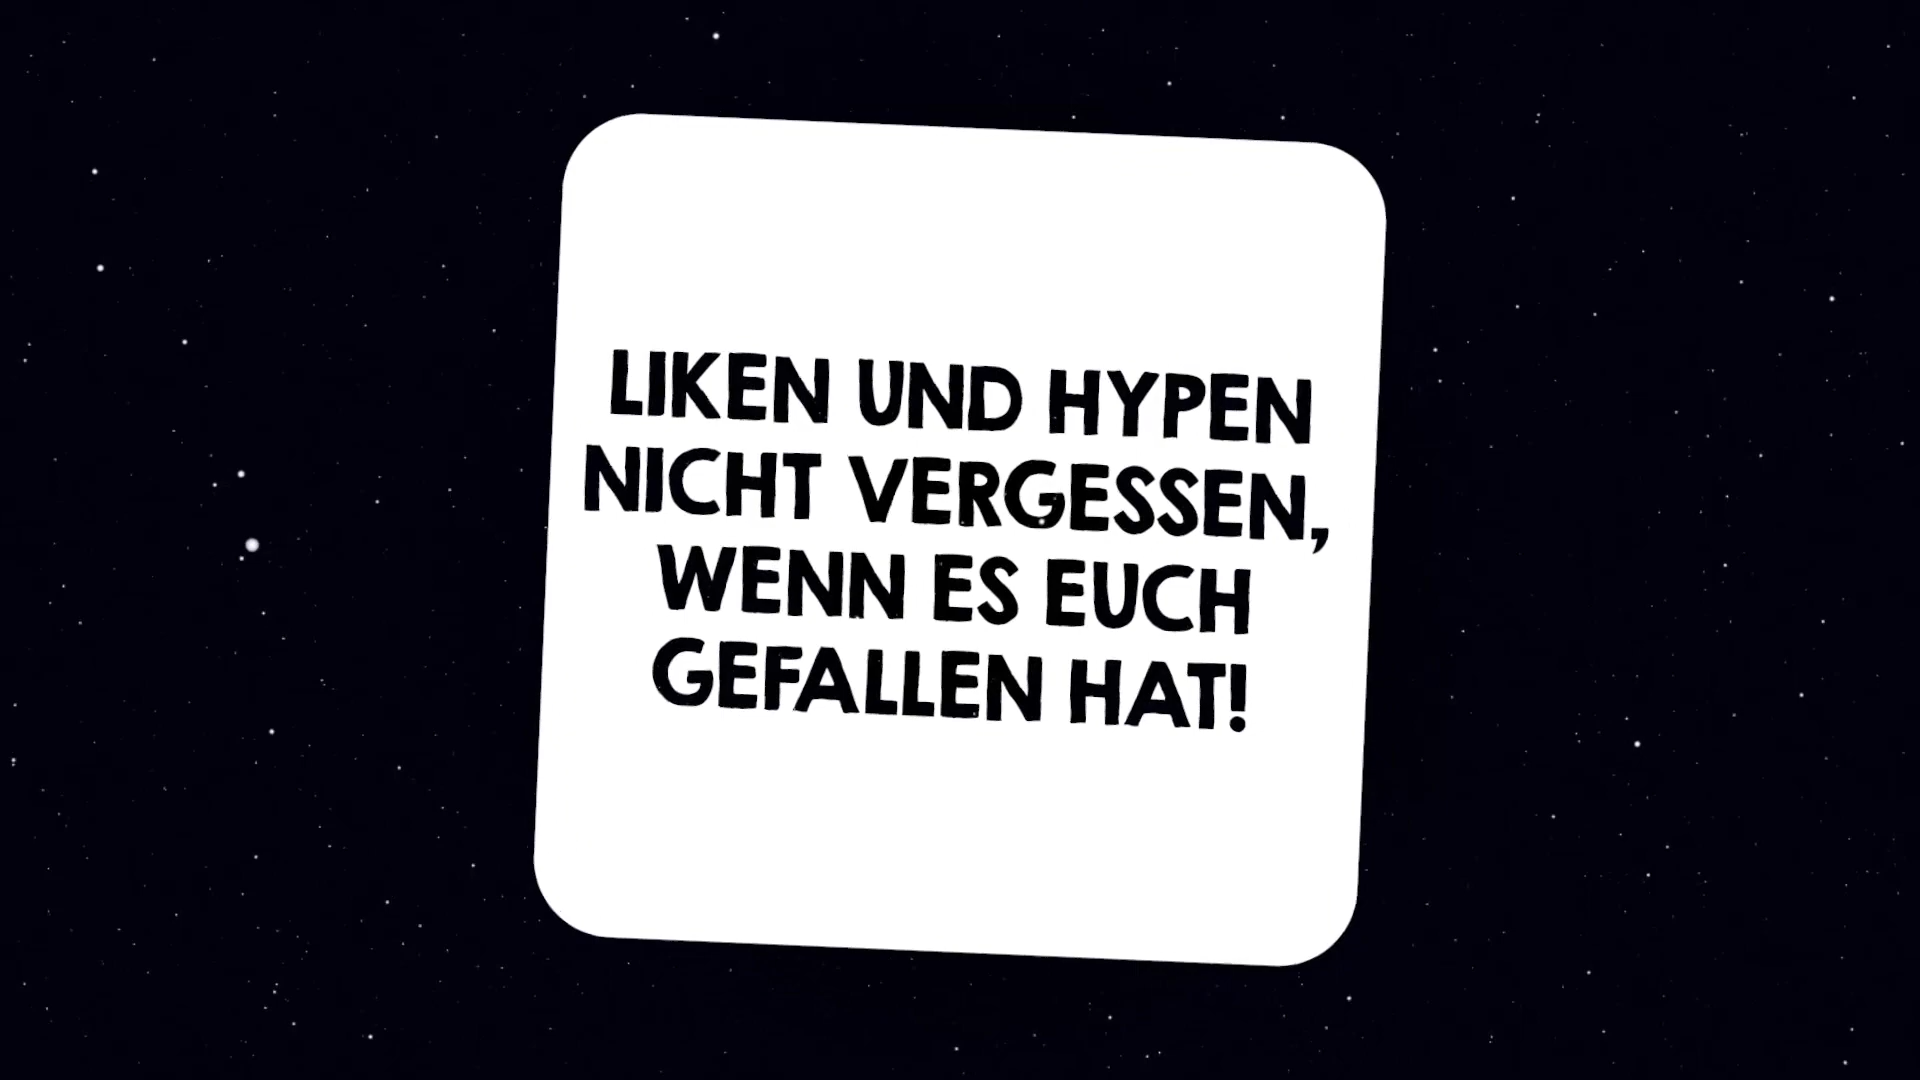 LIKEN UND HYPEN
NICHT VERGESSEN,
WENN ES EUCH
GEFALLEN HAT!